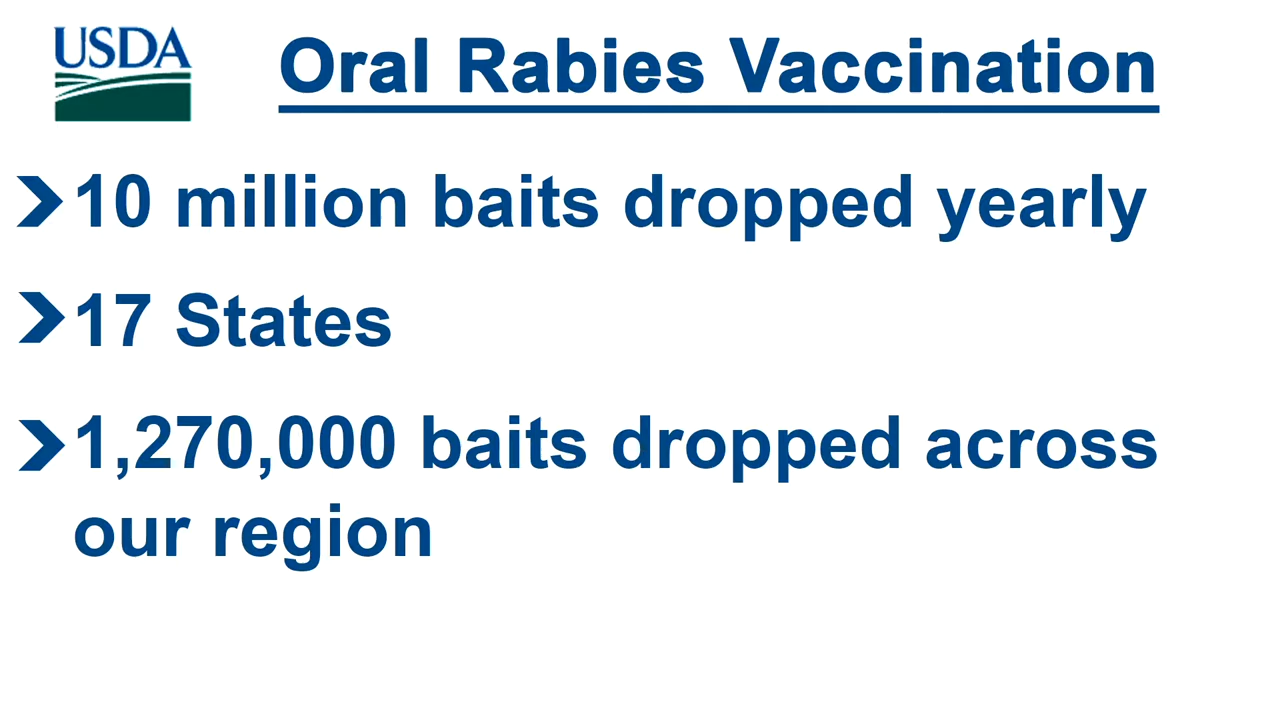 USDA
Oral Rabies Vaccination
10 million baits dropped yearly
17 States
1,270,000 baits dropped across
our region